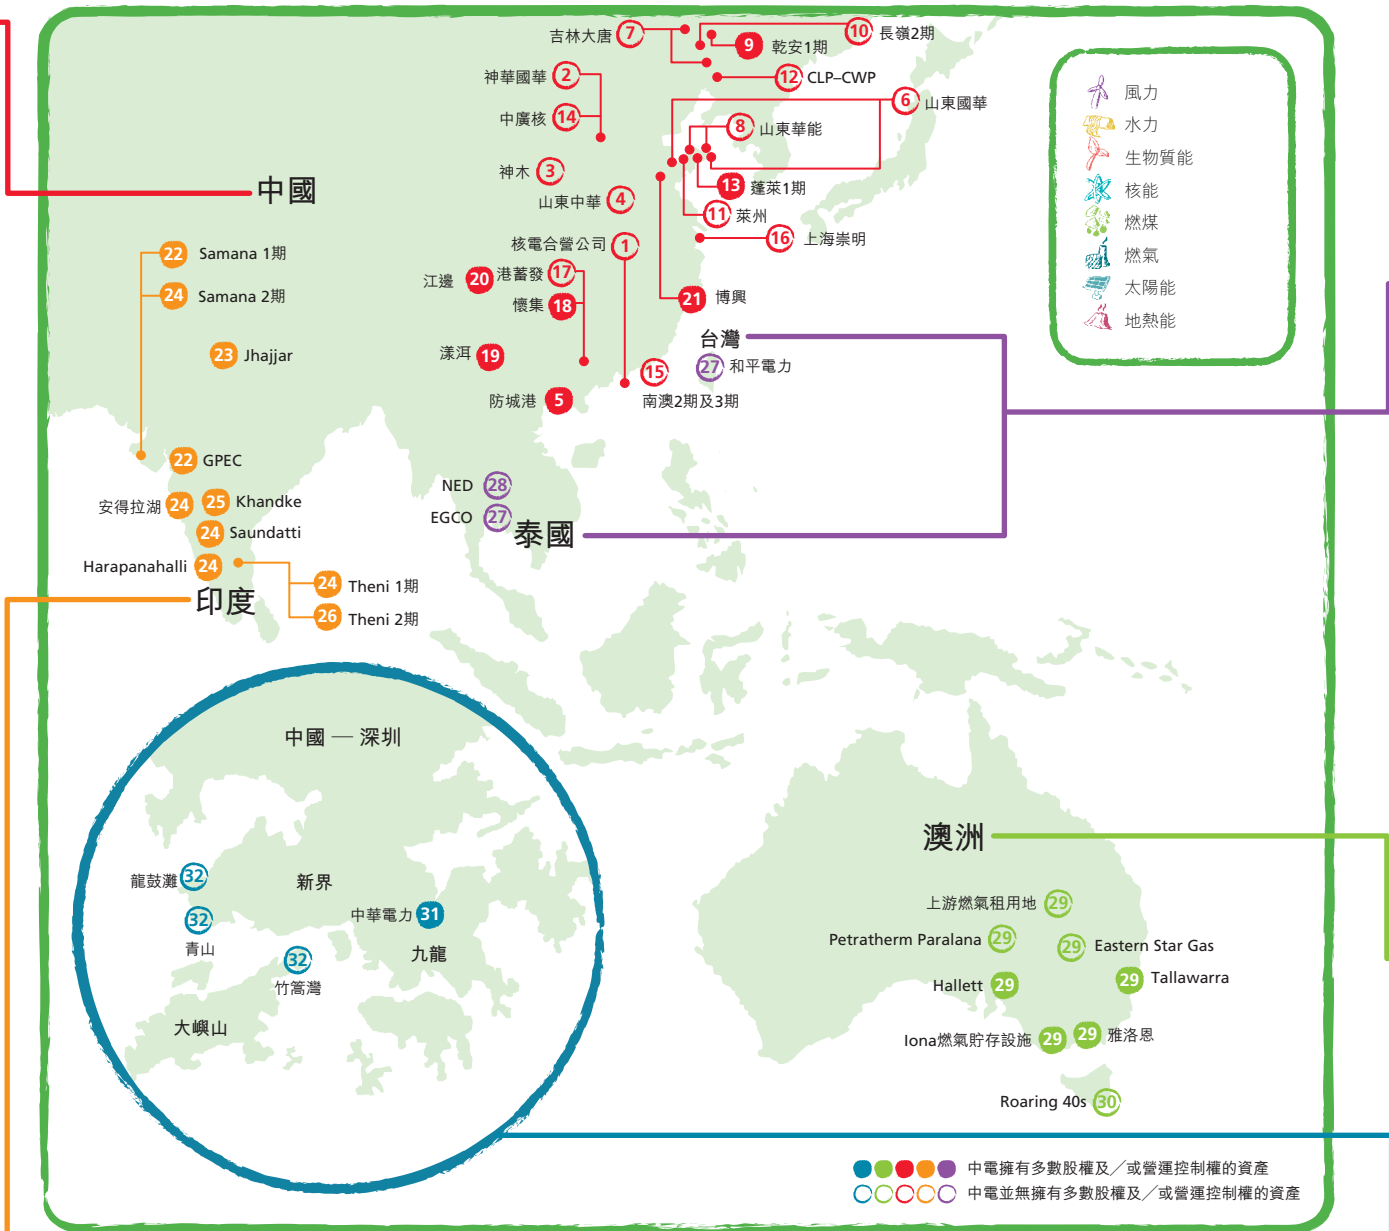 吉林大唐 7
9 乾安1期
10 長嶺2期
神華國華 2
12 CLP–CWP
6 山東國華
中廣核 14
8 山東華能
神木 3
13 蓬萊1期
山東中華 4
11 萊州
中國
核電合營公司 1
16 上海崇明
江邊 20
港蓄發 17
懷集 18
21 博興
22 Samana 1期
24 Samana 2期
23 Jhajjar
漾洱 19
台灣
27 和平電力
15
南澳2期及3期
防城港 5
22 GPEC
安得拉湖 24
25 Khandke
24 Saundatti
Harapanahalli 24
印度
24 Theni 1期
26 Theni 2期
NED 28
EGCO 27
泰國
風力
水力
生物質能
核能
燃煤
燃氣
太陽能
地熱能
中國 — 深圳
龍鼓灘 32
新界
32
青山
中華電力 31
九龍
32
竹篙灣
大嶼山
澳洲
上游燃氣租用地 29
Petratherm Paralana 29
29 Eastern Star Gas
Hallett 29
29 Tallawarra
Iona燃氣貯存設施 29
29 雅洛恩
Roaring 40s 30
中電擁有多數股權及╱或營運控制權的資產
中電並無擁有多數股權及╱或營運控制權的資產